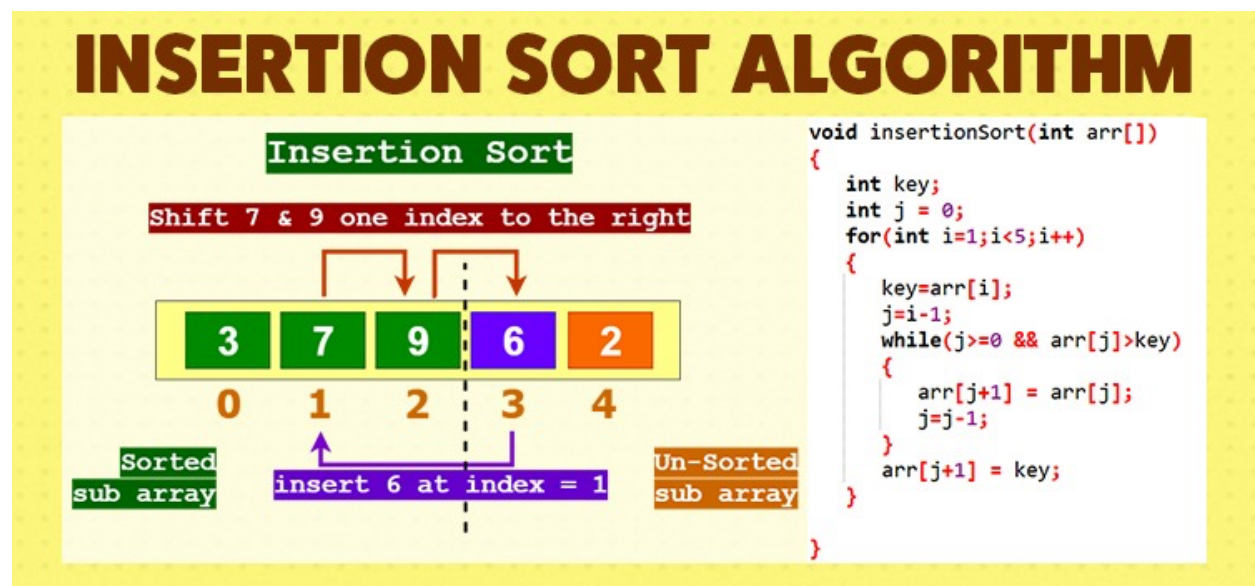 INSERTION SORT ALGORITHM
Insertion Sort
Shift 7 & 9 one index to the right
3 7 9 6 2
0 1 2 3 4
Sorted
sub array
insert 6 at index = 1
Un-Sorted
sub array
void insertionSort(int arr[])
{
int key;
int j = 0;
for(int i=1;i<5;i++)
{
key=arr[i];
j=i-1;
while(j>=0 && arr[j]>key)
{
arr[j+1] = arr[j];
j=j-1;
}
arr[j+1] = key;
}
}